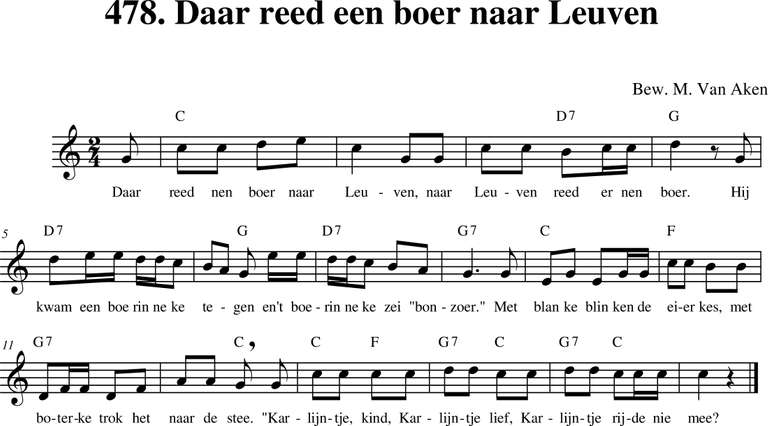 478. Daar reed een boer naar Leuven
Bew. M. Van Aken
C D7 G
Daar reed nen boer naar Leu - ven, naar Leu - ven reed er nen boer. Hij
5 D7 G D7 G7 C F
kwam een boe rin ne ke te - gen en't boe - rin ne ke zei "bon - zoer." Met blan ke blin ken de ei - er kes, met
11 G7 C C F G7 C G7 C
bo - ter - ke trok het naar de stee. "Kar - lijn - tje, kind, Kar - lijn - tje lief, Kar - lijn - tje rij - de nie mee?